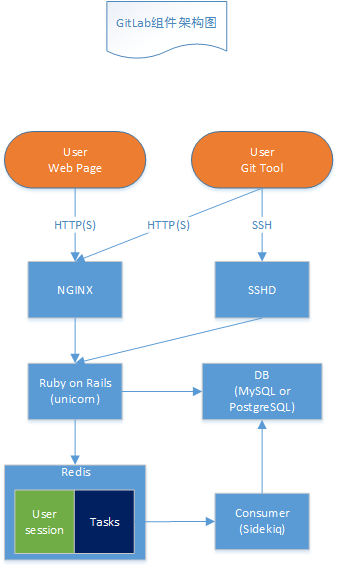 GitLab组件架构图
User
Web Page
User
Git Tool
HTTP(S)
HTTP(S)
SSH
NGINX
SSHD
Ruby on Rails
(unicorn)
DB
(MySQL or
PostgreSQL)
Redis
User
session
Tasks
Consumer
(Sidekiq)